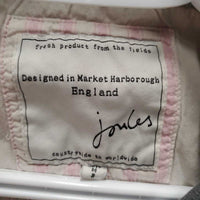 fresh product from the fields
Designed in Market Harborough
England
joules
countryside to worldwide